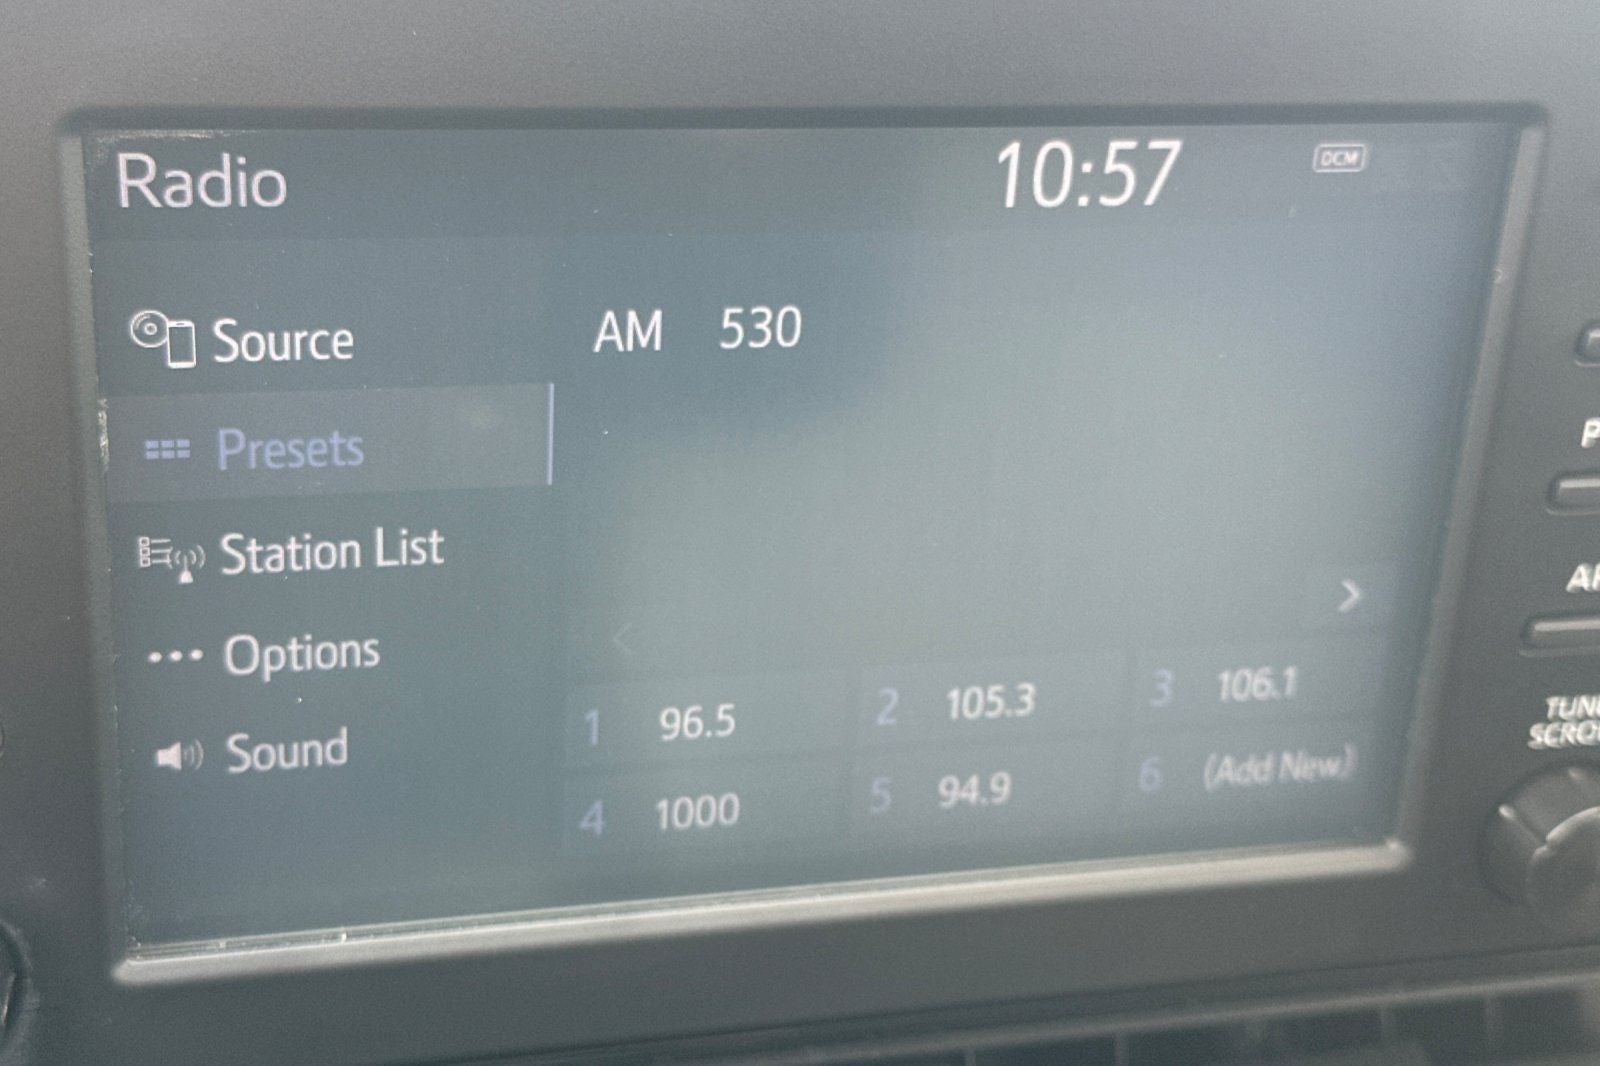 Radio
10:57
DCM
Source
AM 530
Presets
Station List
Options
Sound
1 96.5
2 105.3
3 106.1
4 1000
5 94.9
6 (Add New)